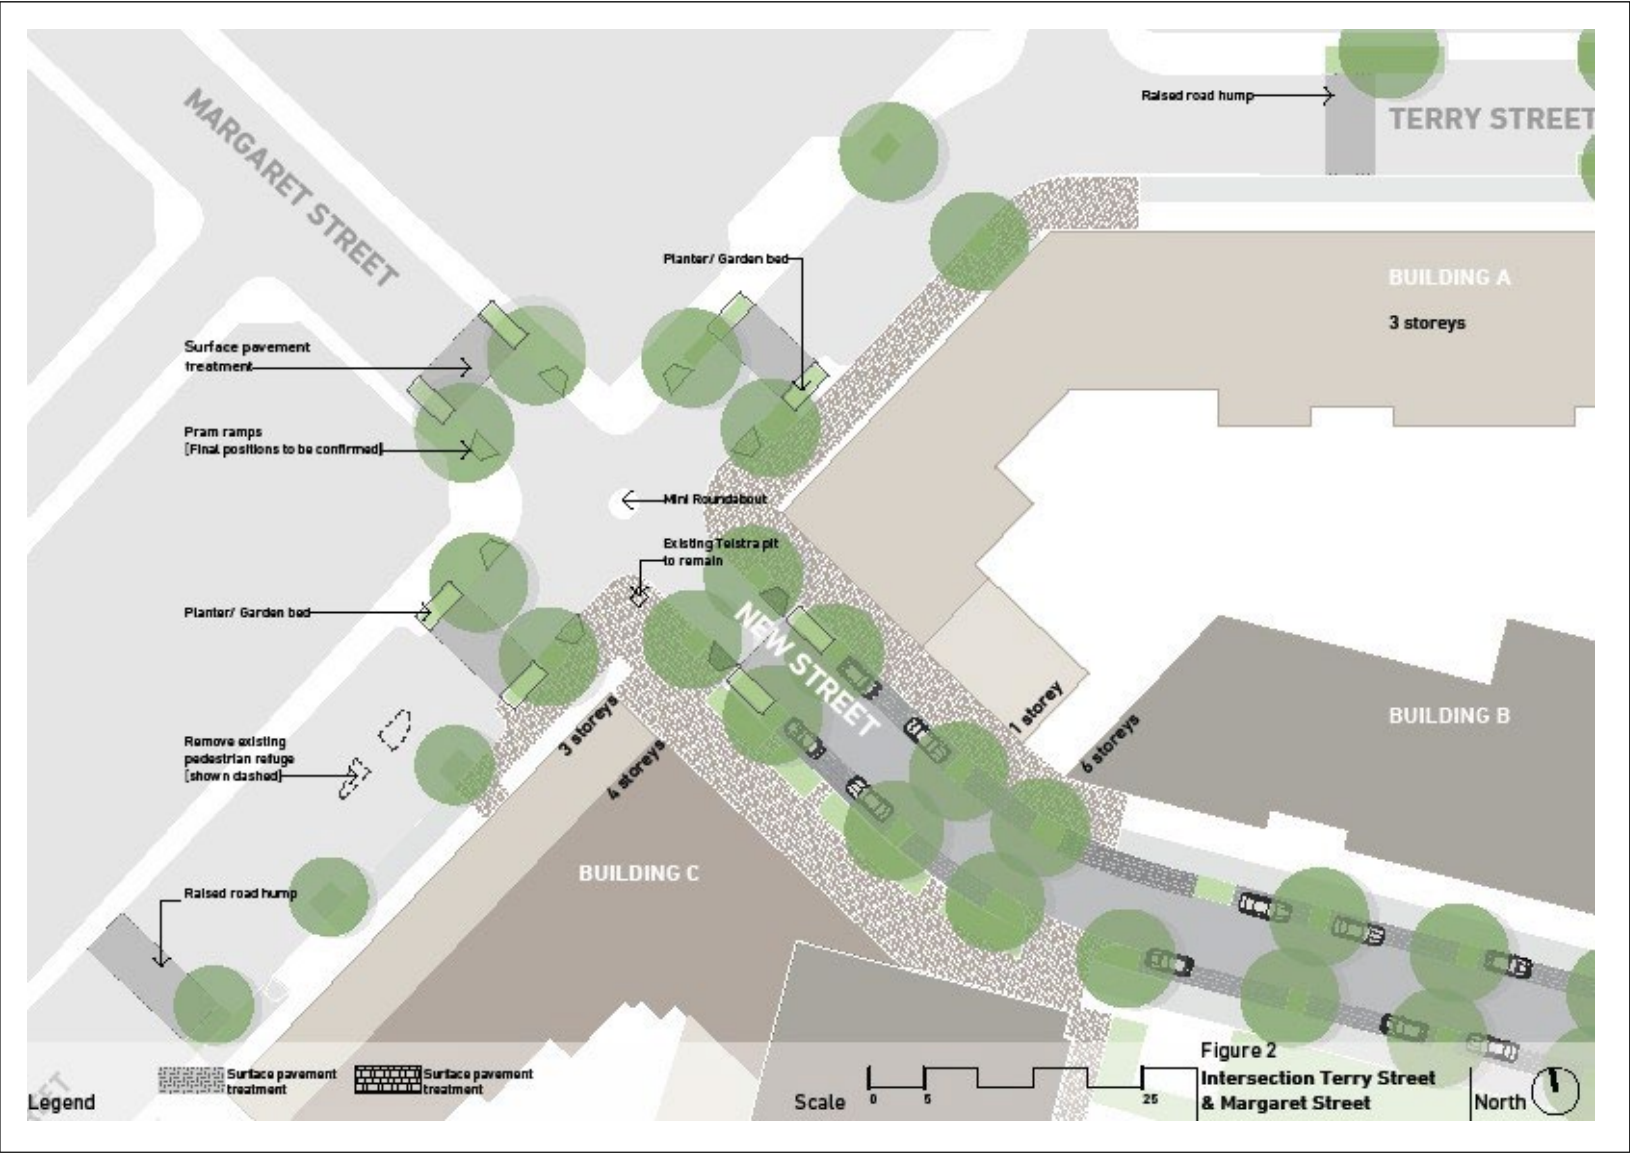 MARGARET STREET
Raised road hump
TERRY STREET
Planter/ Garden bed
BUILDING A
3 storeys
Surface pavement
treatment
Pram ramps
[Final positions to be confirmed]
Mini Roundabout
Existing Telstra pit
to remain
Planter/ Garden bed
NEW STREET
1 storey
6 storeys
BUILDING B
3 storeys
4 storeys
Remove existing
pedestrian refuge
[shown dashed]
BUILDING C
Raised road hump
Legend
Surface pavement
treatment
Surface pavement
treatment
Scale
0 5 25
Figure 2
Intersection Terry Street
& Margaret Street
North